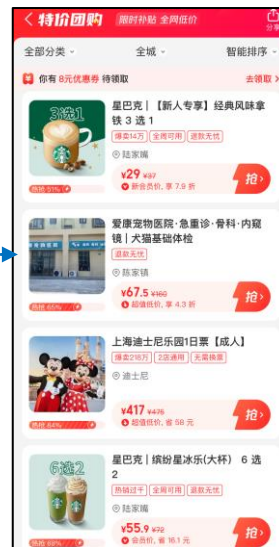 特价团购 限时补贴 全网低价
分享
全部分类 全城 智能排序
你有 8元优惠券 待领取 去领取 >
3选1
星巴克 | 【新人专享】经典风味拿
铁 3 选 1
爆卖14万 全周可用 退款无忧
陆家嘴
¥29 ¥37
新会员价, 享 7.9 折
抢>
热抢 51%
爱康宠物医院·急重诊·骨科·内窥
镜 | 犬猫基础体检
退款无忧
陈家镇
¥67.5 ¥160
超值低价, 享 4.3 折
抢>
热抢 65%
上海迪士尼乐园1日票【成人】
爆卖218万 2店通用 无需换票
迪士尼
¥417 ¥475
超值低价, 省 58 元
抢>
热抢 84%
6选2
星巴克 | 缤纷星冰乐(大杯) 6 选
2
热销过千 全周可用 退款无忧
陆家嘴
¥55.9 ¥72
会员价, 省 16.1 元
抢>
热抢 69%